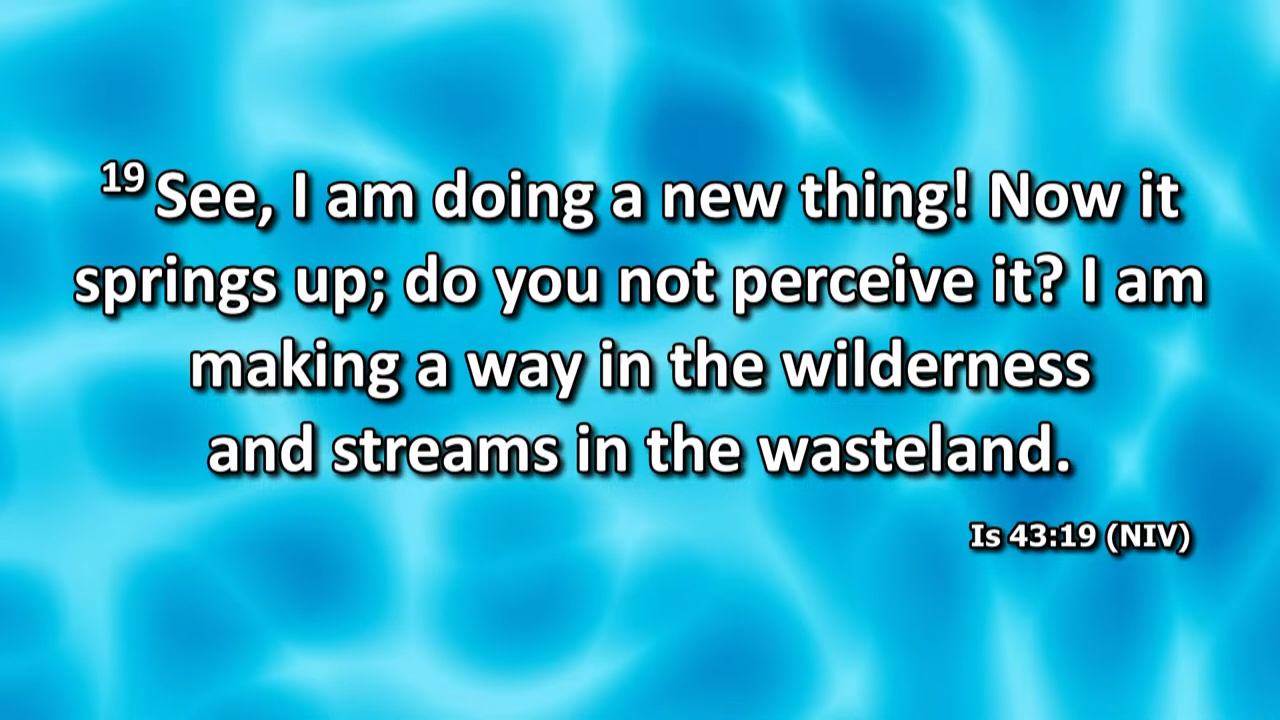 19 See, I am doing a new thing! Now it
springs up; do you not perceive it? I am
making a way in the wilderness
and streams in the wasteland.
Is 43:19 (NIV)